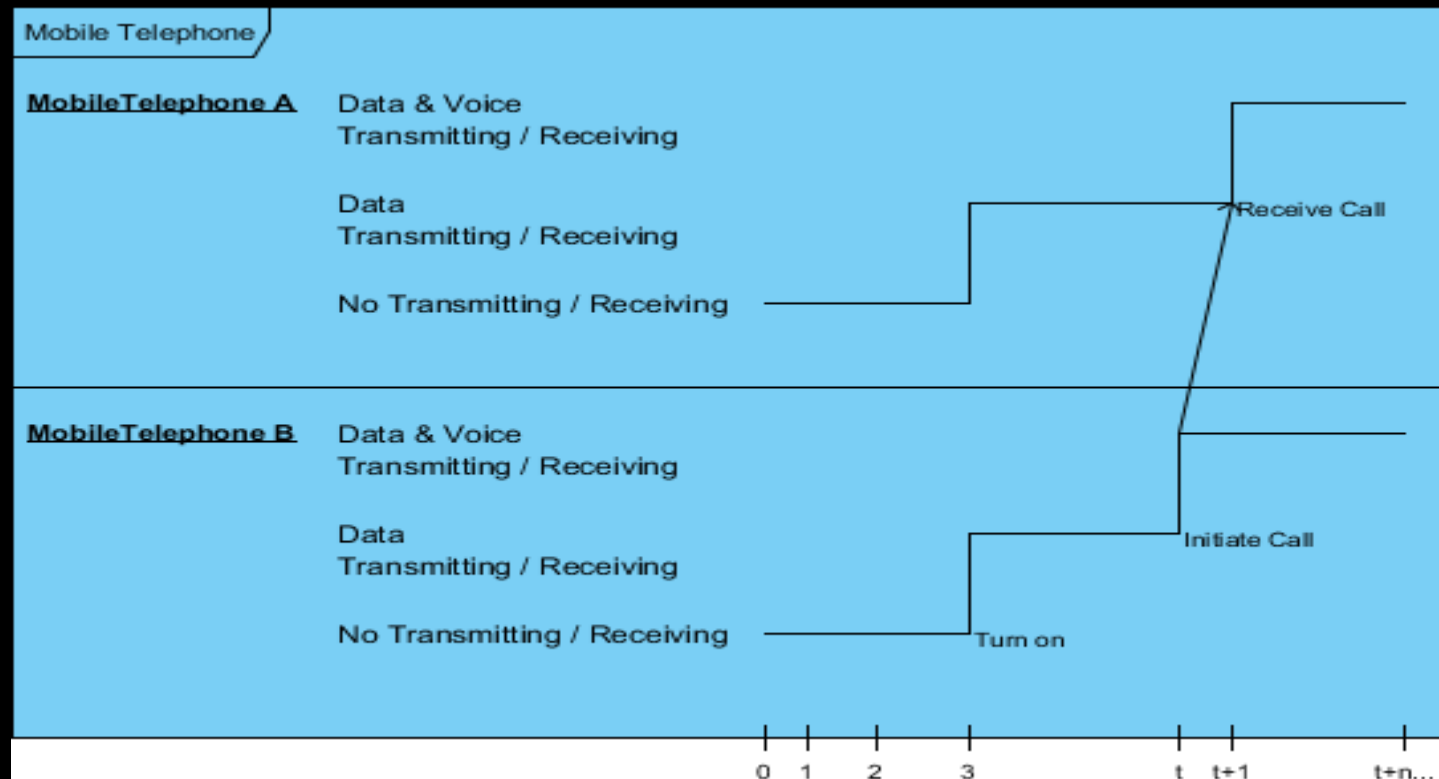 Mobile Telephone
MobileTelephone A
Data & Voice
Transmitting / Receiving
Data
Transmitting / Receiving
Receive Call
No Transmitting / Receiving
MobileTelephone B
Data & Voice
Transmitting / Receiving
Data
Transmitting / Receiving
Initiate Call
No Transmitting / Receiving
Turn on
0 1 2 3 t t+1 t+n...